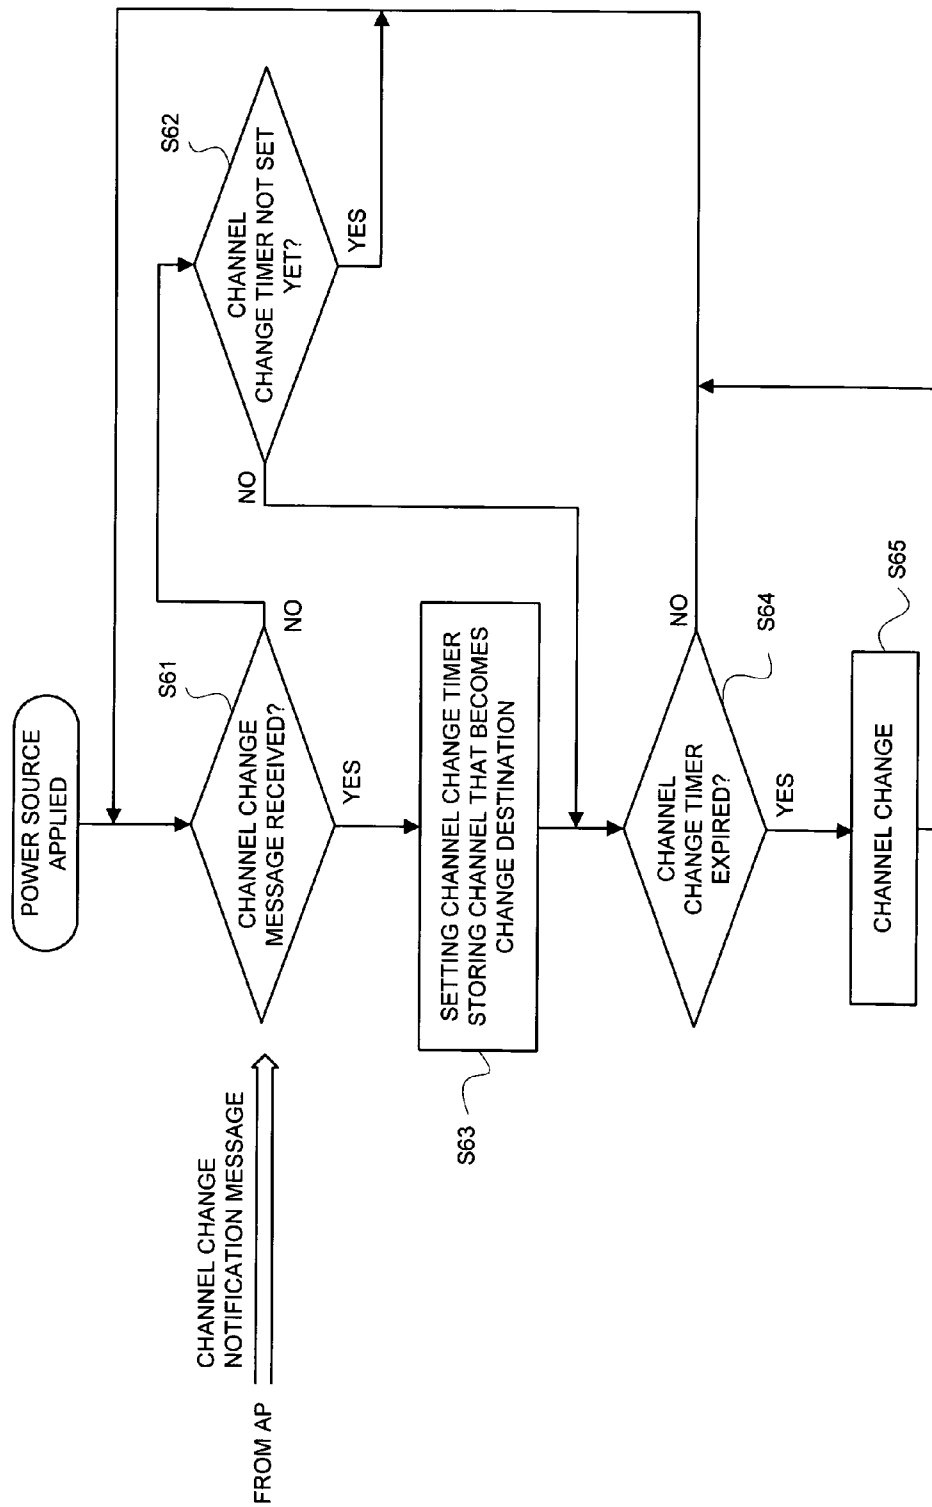 POWER SOURCE
APPLIED
FROM AP
CHANNEL CHANGE
NOTIFICATION MESSAGE
S61
CHANNEL CHANGE
MESSAGE RECEIVED?
NO
YES
S62
CHANNEL
CHANGE TIMER NOT SET
YET?
NO
YES
S63
SETTING CHANNEL CHANGE TIMER
STORING CHANNEL THAT BECOMES
CHANGE DESTINATION
CHANNEL
CHANGE TIMER
EXPIRED?
NO
S64
YES
S65
CHANNEL CHANGE